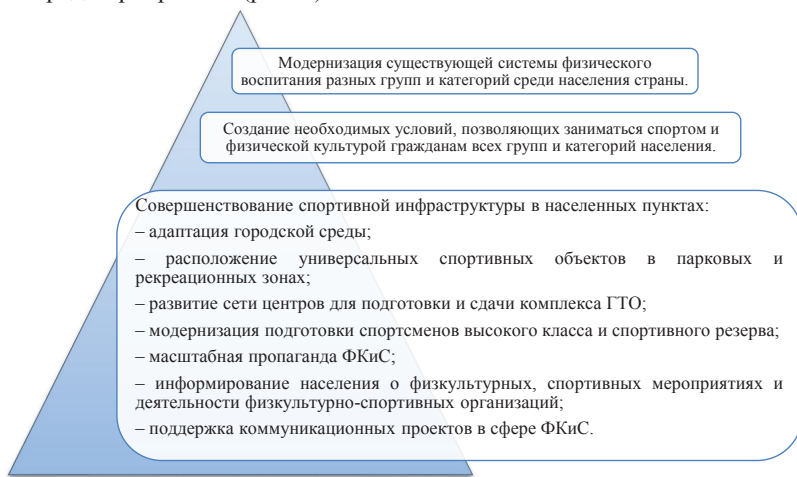 Модернизация существующей системы физического
воспитания разных групп и категорий среди населения страны.
Создание необходимых условий, позволяющих заниматься спортом и
физической культурой гражданам всех групп и категорий населения.
Совершенствование спортивной инфраструктуры в населенных пунктах:
– адаптация городской среды;
– расположение универсальных спортивных объектов в парковых и
рекреационных зонах;
– развитие сети центров для подготовки и сдачи комплекса ГТО;
– модернизация подготовки спортсменов высокого класса и спортивного резерва;
– масштабная пропаганда ФКиС;
– информирование населения о физкультурных, спортивных мероприятиях и
деятельности физкультурно-спортивных организаций;
– поддержка коммуникационных проектов в сфере ФКиС.